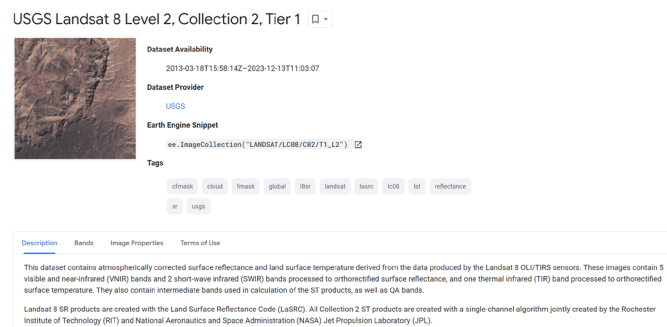 USGS Landsat 8 Level 2, Collection 2, Tier 1
Dataset Availability
2013-03-18T15:58:14Z–2023-12-13T11:03:07
Dataset Provider
USGS
Earth Engine Snippet
ee.ImageCollection("LANDSAT/LC08/C02/T1_L2")
Tags
cfmask cloud fmask global l8sr landsat lasrc lc08 lst reflectance
sr usgs
Description Bands Image Properties Terms of Use
This dataset contains atmospherically corrected surface reflectance and land surface temperature derived from the data produced by the Landsat 8 OLI/TIRS sensors. These images contain 5
visible and near-infrared (VNIR) bands and 2 short-wave infrared (SWIR) bands processed to orthorectified surface reflectance, and one thermal infrared (TIR) band processed to orthorectified
surface temperature. They also contain intermediate bands used in calculation of the ST products, as well as QA bands.
Landsat 8 SR products are created with the Land Surface Reflectance Code (LaSRC). All Collection 2 ST products are created with a single-channel algorithm jointly created by the Rochester
Institute of Technology (RIT) and National Aeronautics and Space Administration (NASA) Jet Propulsion Laboratory (JPL).